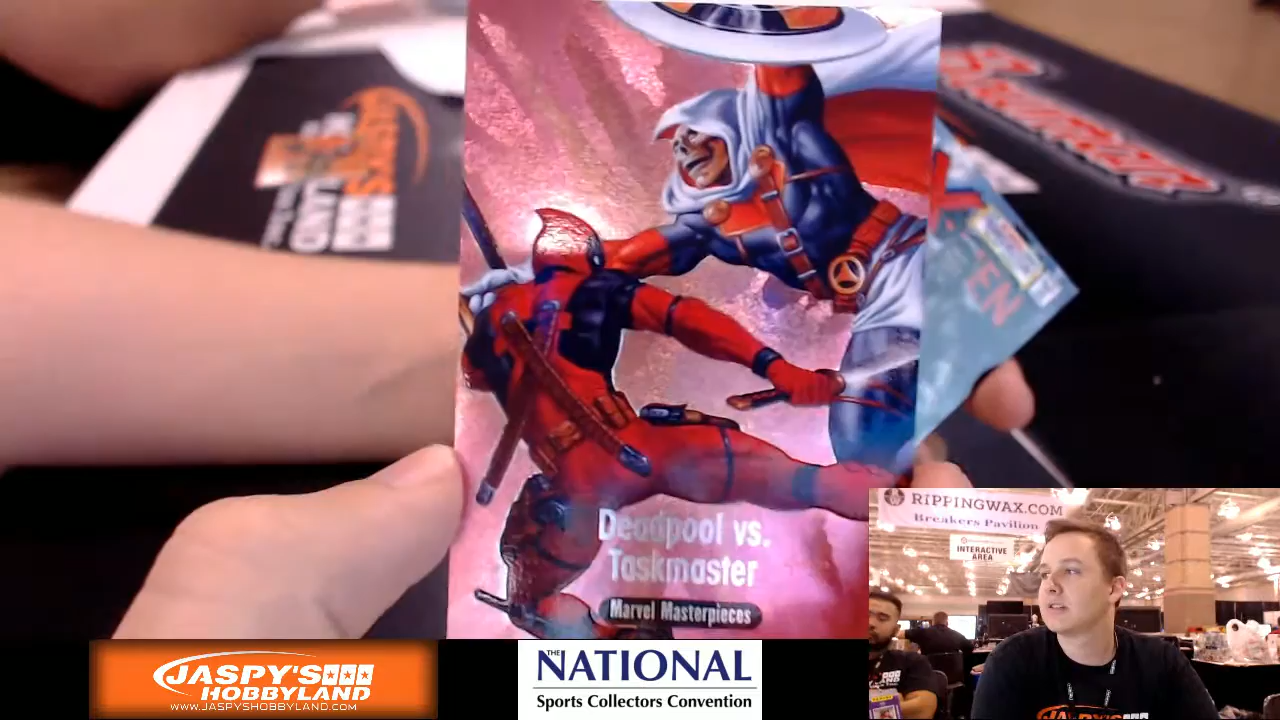 RIPPINGWAX.COM
Breakers Pavilion
INTERACTIVE
AREA
Deadpool vs.
Taskmaster
Marvel Masterpieces
JASPY'S
HOBBYLAND
WWW.JASPYSHOBBYLAND.COM
THE
NATIONAL
Sports Collectors Convention
JASPY'S